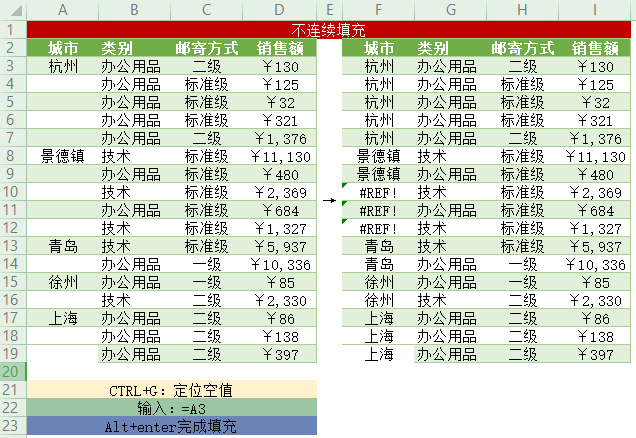 A B C D E F G H I
1 不连续填充
2 城市 类别 邮寄方式 销售额 城市 类别 邮寄方式 销售额
3 杭州 办公用品 二级 ￥130 杭州 办公用品 二级 ￥130
4 办公用品 标准级 ￥125 杭州 办公用品 标准级 ￥125
5 办公用品 标准级 ￥32 杭州 办公用品 标准级 ￥32
6 办公用品 标准级 ￥321 杭州 办公用品 标准级 ￥321
7 办公用品 二级 ￥1,376 杭州 办公用品 二级 ￥1,376
8 景德镇 技术 标准级 ￥11,130 景德镇 技术 标准级 ￥11,130
9 办公用品 标准级 ￥480 景德镇 办公用品 标准级 ￥480
10 技术 标准级 ￥2,369 #REF! 技术 标准级 ￥2,369
11 办公用品 标准级 ￥684 → #REF! 办公用品 标准级 ￥684
12 技术 标准级 ￥1,327 #REF! 技术 标准级 ￥1,327
13 青岛 技术 标准级 ￥5,937 青岛 技术 标准级 ￥5,937
14 办公用品 一级 ￥10,336 青岛 办公用品 一级 ￥10,336
15 徐州 办公用品 一级 ￥85 徐州 办公用品 一级 ￥85
16 技术 二级 ￥2,330 徐州 技术 二级 ￥2,330
17 上海 办公用品 二级 ￥86 上海 办公用品 二级 ￥86
18 办公用品 二级 ￥138 上海 办公用品 二级 ￥138
19 办公用品 二级 ￥397 上海 办公用品 二级 ￥397
20
21 CTRL+G：定位空值
22 输入：=A3
23 Alt+enter完成填充